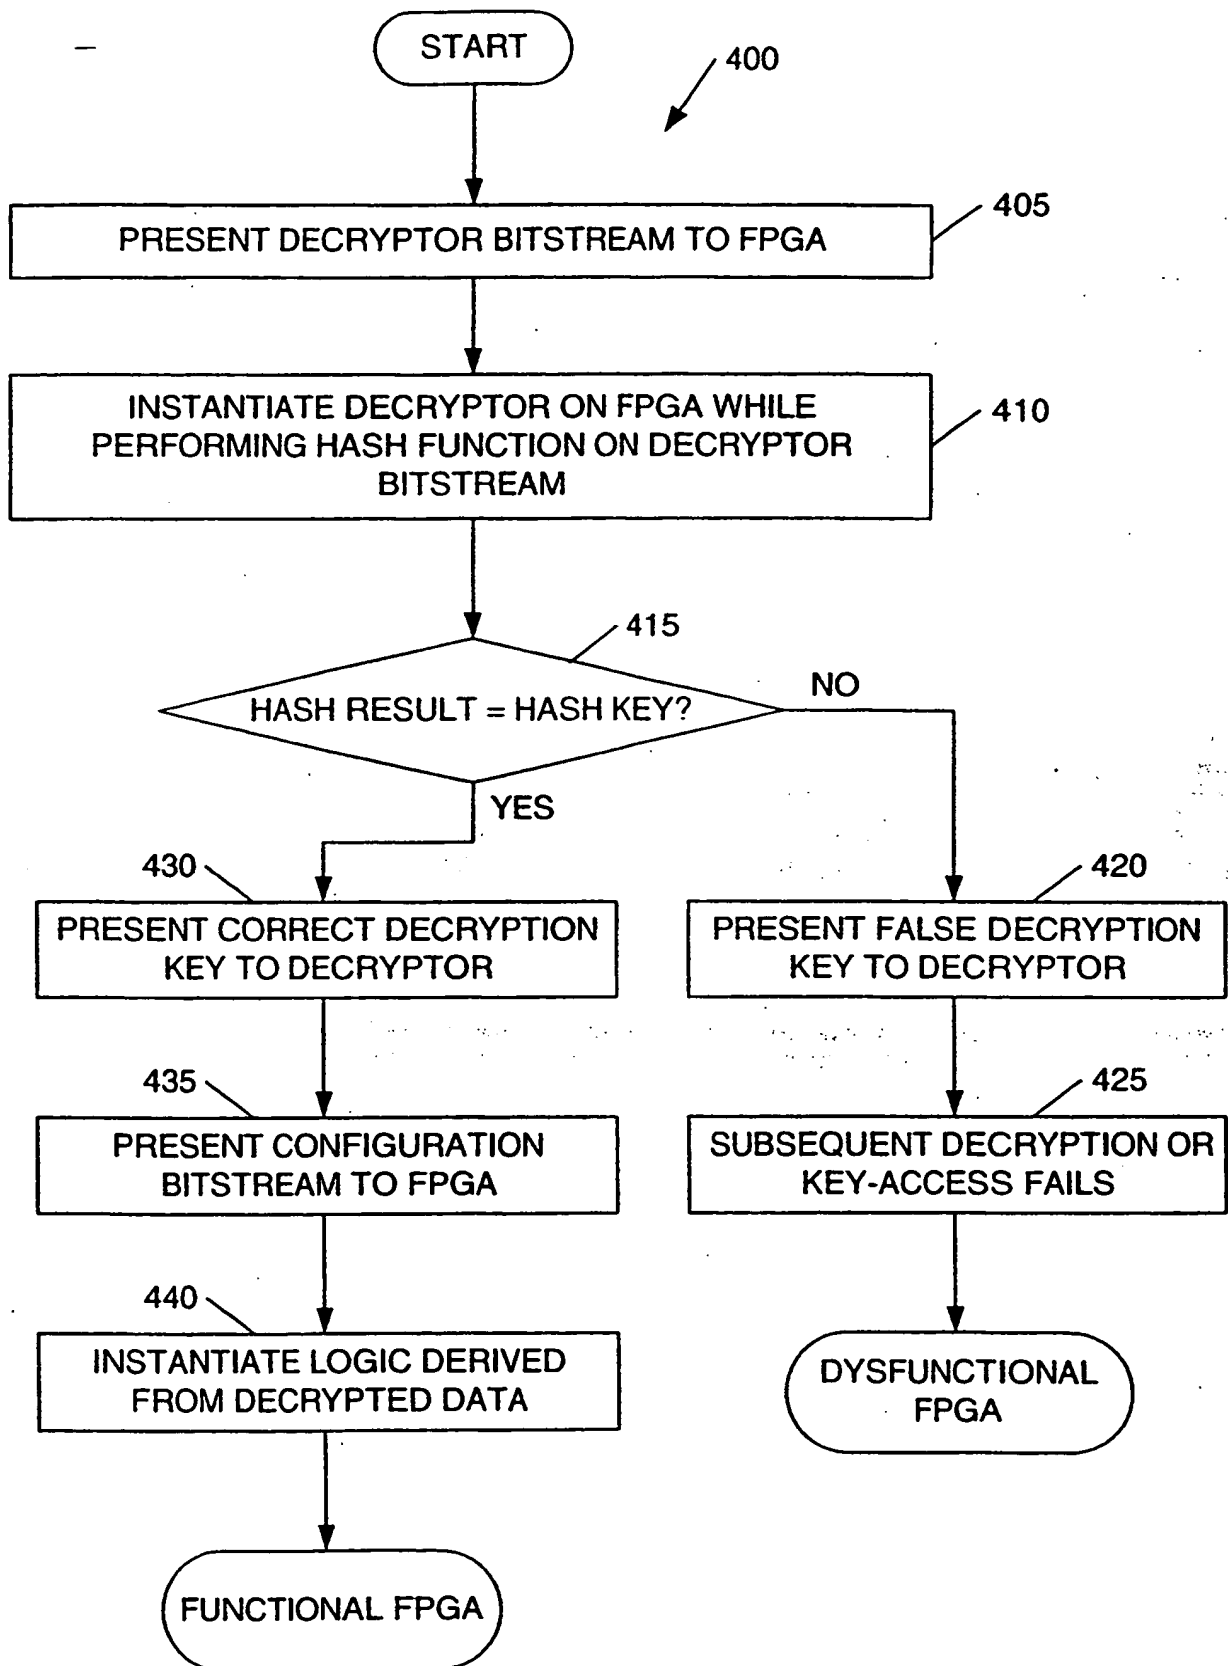 START
400
405
PRESENT DECRYPTOR BITSTREAM TO FPGA
410
INSTANTIATE DECRYPTOR ON FPGA WHILE
PERFORMING HASH FUNCTION ON DECRYPTOR
BITSTREAM
415
HASH RESULT = HASH KEY?
NO
YES
430
PRESENT CORRECT DECRYPTION
KEY TO DECRYPTOR
420
PRESENT FALSE DECRYPTION
KEY TO DECRYPTOR
435
PRESENT CONFIGURATION
BITSTREAM TO FPGA
425
SUBSEQUENT DECRYPTION OR
KEY-ACCESS FAILS
440
INSTANTIATE LOGIC DERIVED
FROM DECRYPTED DATA
DYSFUNCTIONAL
FPGA
FUNCTIONAL FPGA